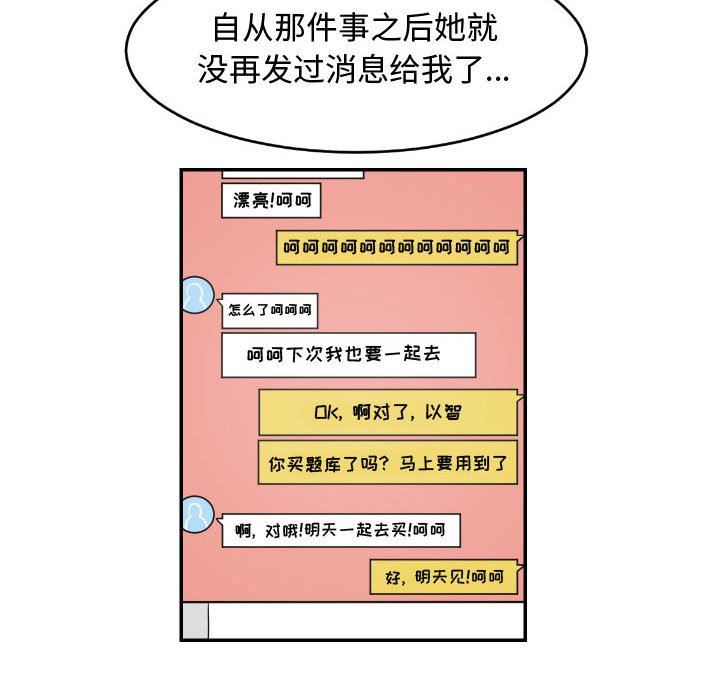 自从那件事之后她就
没再发过消息给我了...
漂亮!呵呵
呵呵呵呵呵呵呵呵呵呵呵呵
怎么了呵呵呵
呵呵下次我也要一起去
OK, 啊对了, 以智
你买题库了吗? 马上要用到了
啊, 对哦!明天一起去买!呵呵
好, 明天见!呵呵